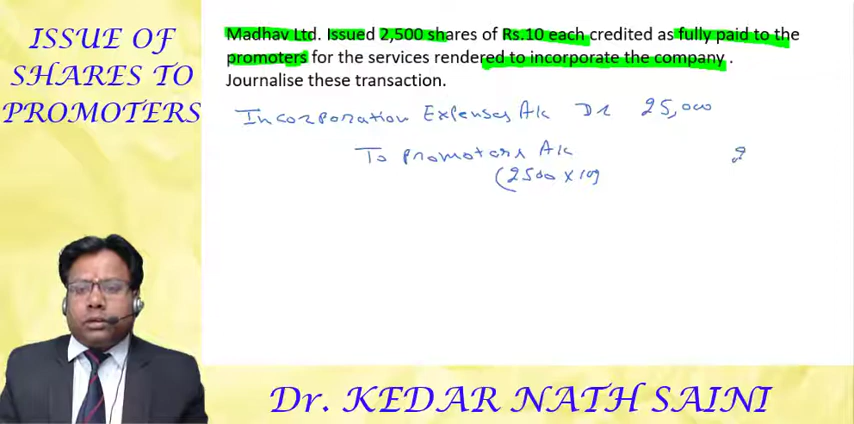 ISSUE OF
SHARES TO
PROMOTERS
Madhav Ltd. Issued 2,500 shares of Rs.10 each credited as fully paid to the
promoters for the services rendered to incorporate the company .
Journalise these transaction.
Incorporation Expenses A/c Dr 25,000
To promoters A/c 2
(2500 x 10)
Dr. KEDAR NATH SAINI